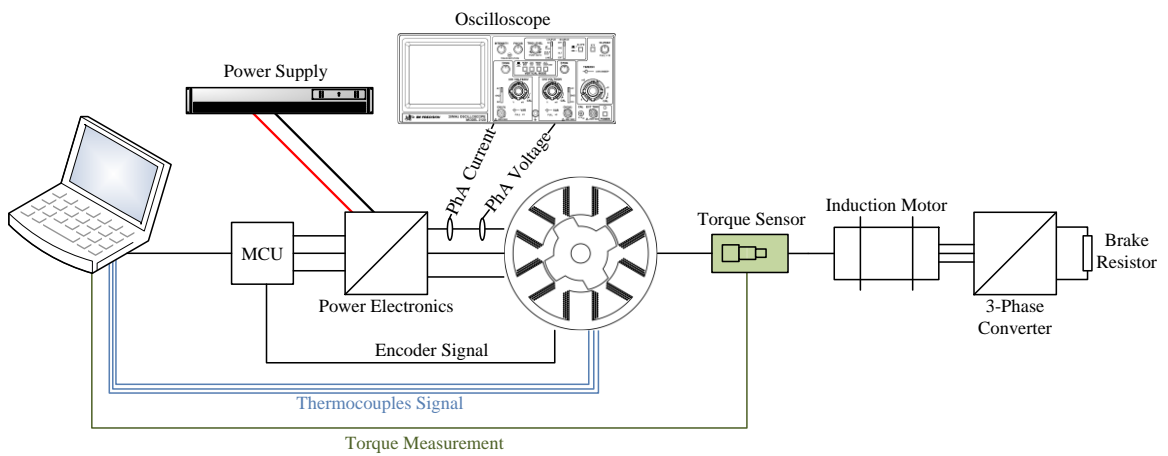 Oscilloscope
Power Supply
PhA Current
PhA Voltage
MCU
Power Electronics
Torque Sensor
Induction Motor
Brake
Resistor
3-Phase
Converter
Encoder Signal
Thermocouples Signal
Torque Measurement